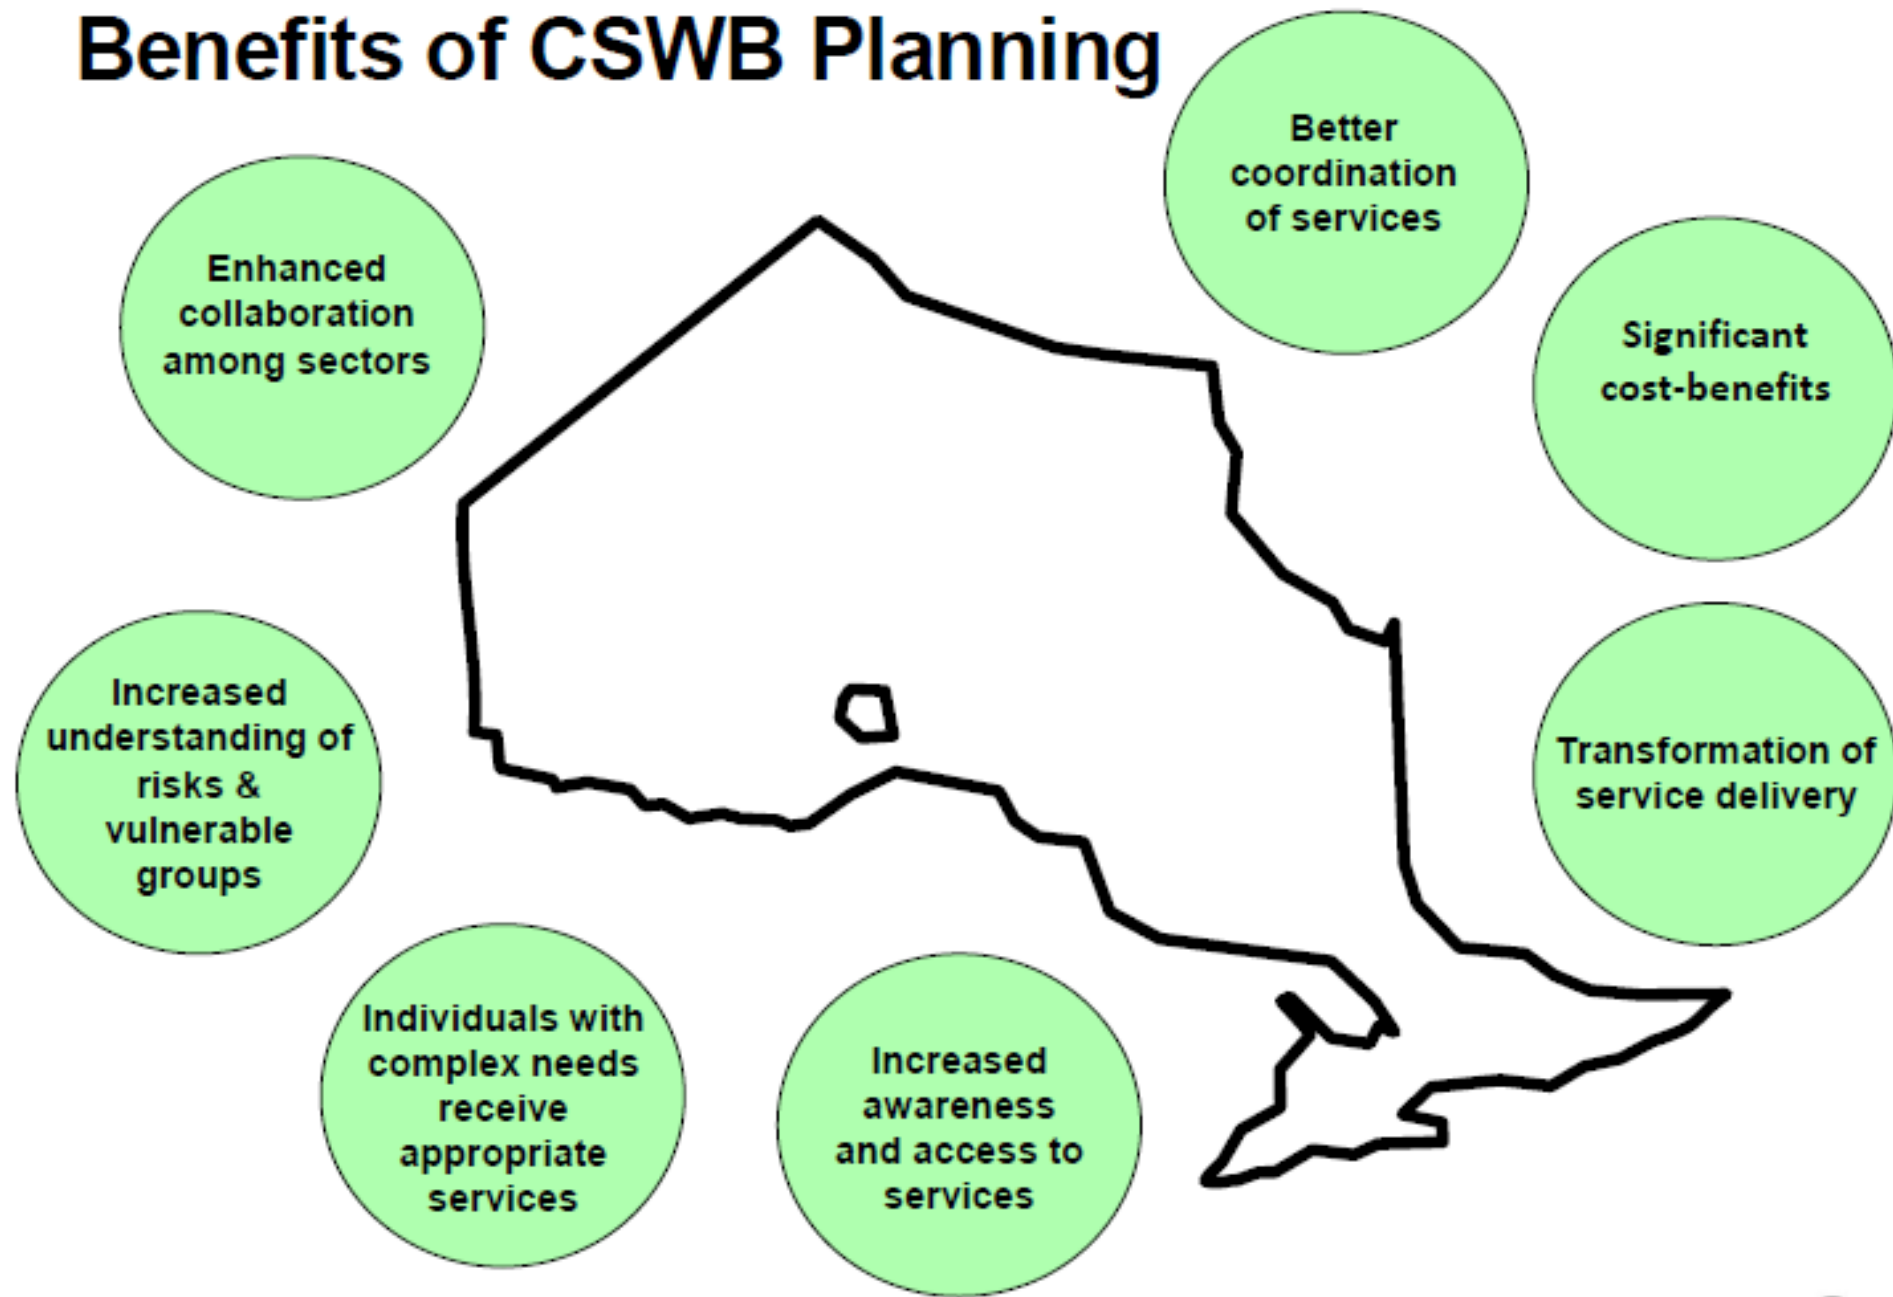 Benefits of CSWB Planning
Better
coordination
of services
Enhanced
collaboration
among sectors
Significant
cost-benefits
Increased
understanding of
risks &
vulnerable
groups
Transformation of
service delivery
Individuals with
complex needs
receive
appropriate
services
Increased
awareness
and access to
services